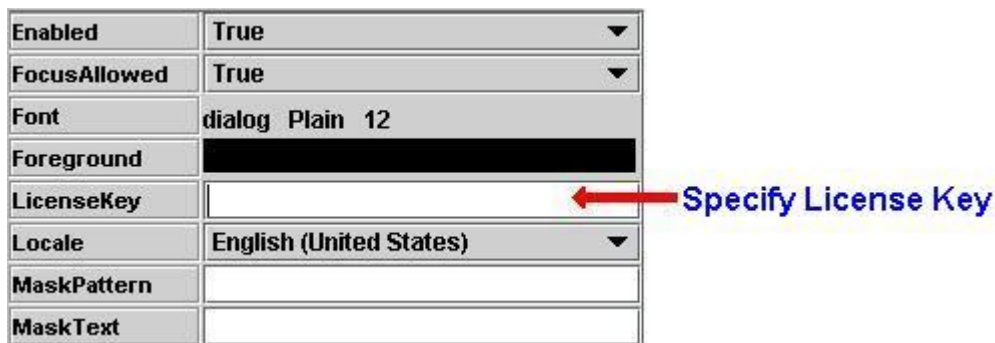 Enabled True
FocusAllowed True
Font dialog Plain 12
Foreground
LicenseKey Specify License Key
Locale English (United States)
MaskPattern
MaskText